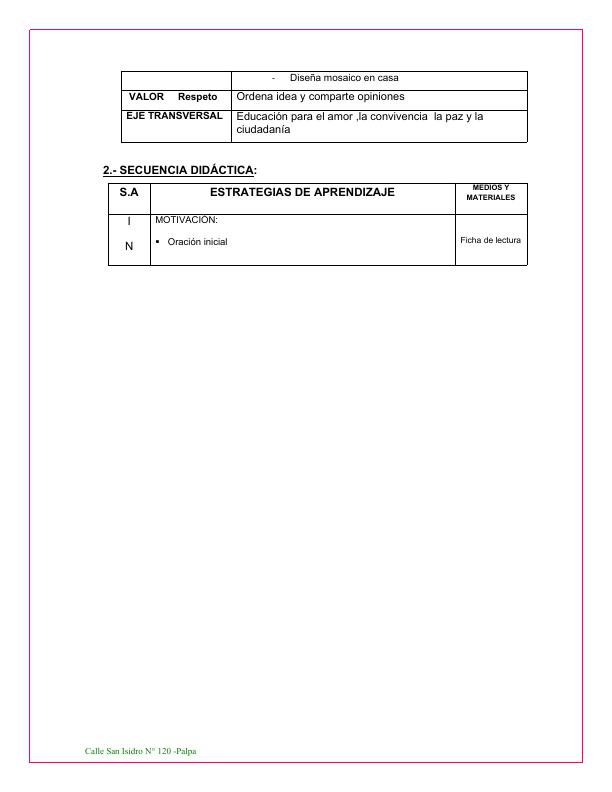 - Diseña mosaico en casa
VALOR Respeto Ordena idea y comparte opiniones
EJE TRANSVERSAL Educación para el amor ,la convivencia la paz y la
ciudadanía
2.- SECUENCIA DIDÁCTICA:
S.A ESTRATEGIAS DE APRENDIZAJE MEDIOS Y
MATERIALES
I MOTIVACIÓN:
▪ Oración inicial Ficha de lectura
N
Calle San Isidro N° 120 -Palpa